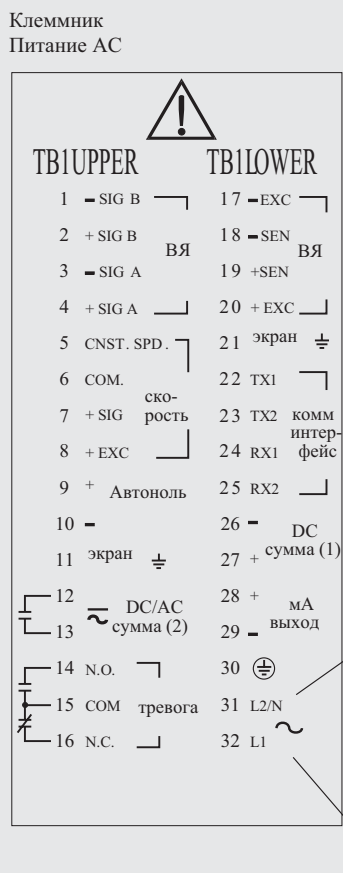 Клеммник
Питание АС
TB1UPPER
1 - SIG B
2 + SIG B
ВЯ
3 - SIG A
4 + SIG A
5 CNST. SPD.
6 COM.
ско-
7 + SIG рость
8 + EXC
9 + Автоноль
10 -
11 экран
12 DC/AC
13 сумма (2)
14 N.O.
15 COM тревога
16 N.C.
TB1LOWER
17 - EXC
18 - SEN
ВЯ
19 +SEN
20 + EXC
21 экран
22 TX1
23 TX2 комм
интер-
24 RX1 фейс
25 RX2
26 -
DC
27 + сумма (1)
28 +
мА
29 - выход
30
31 L2/N
32 L1